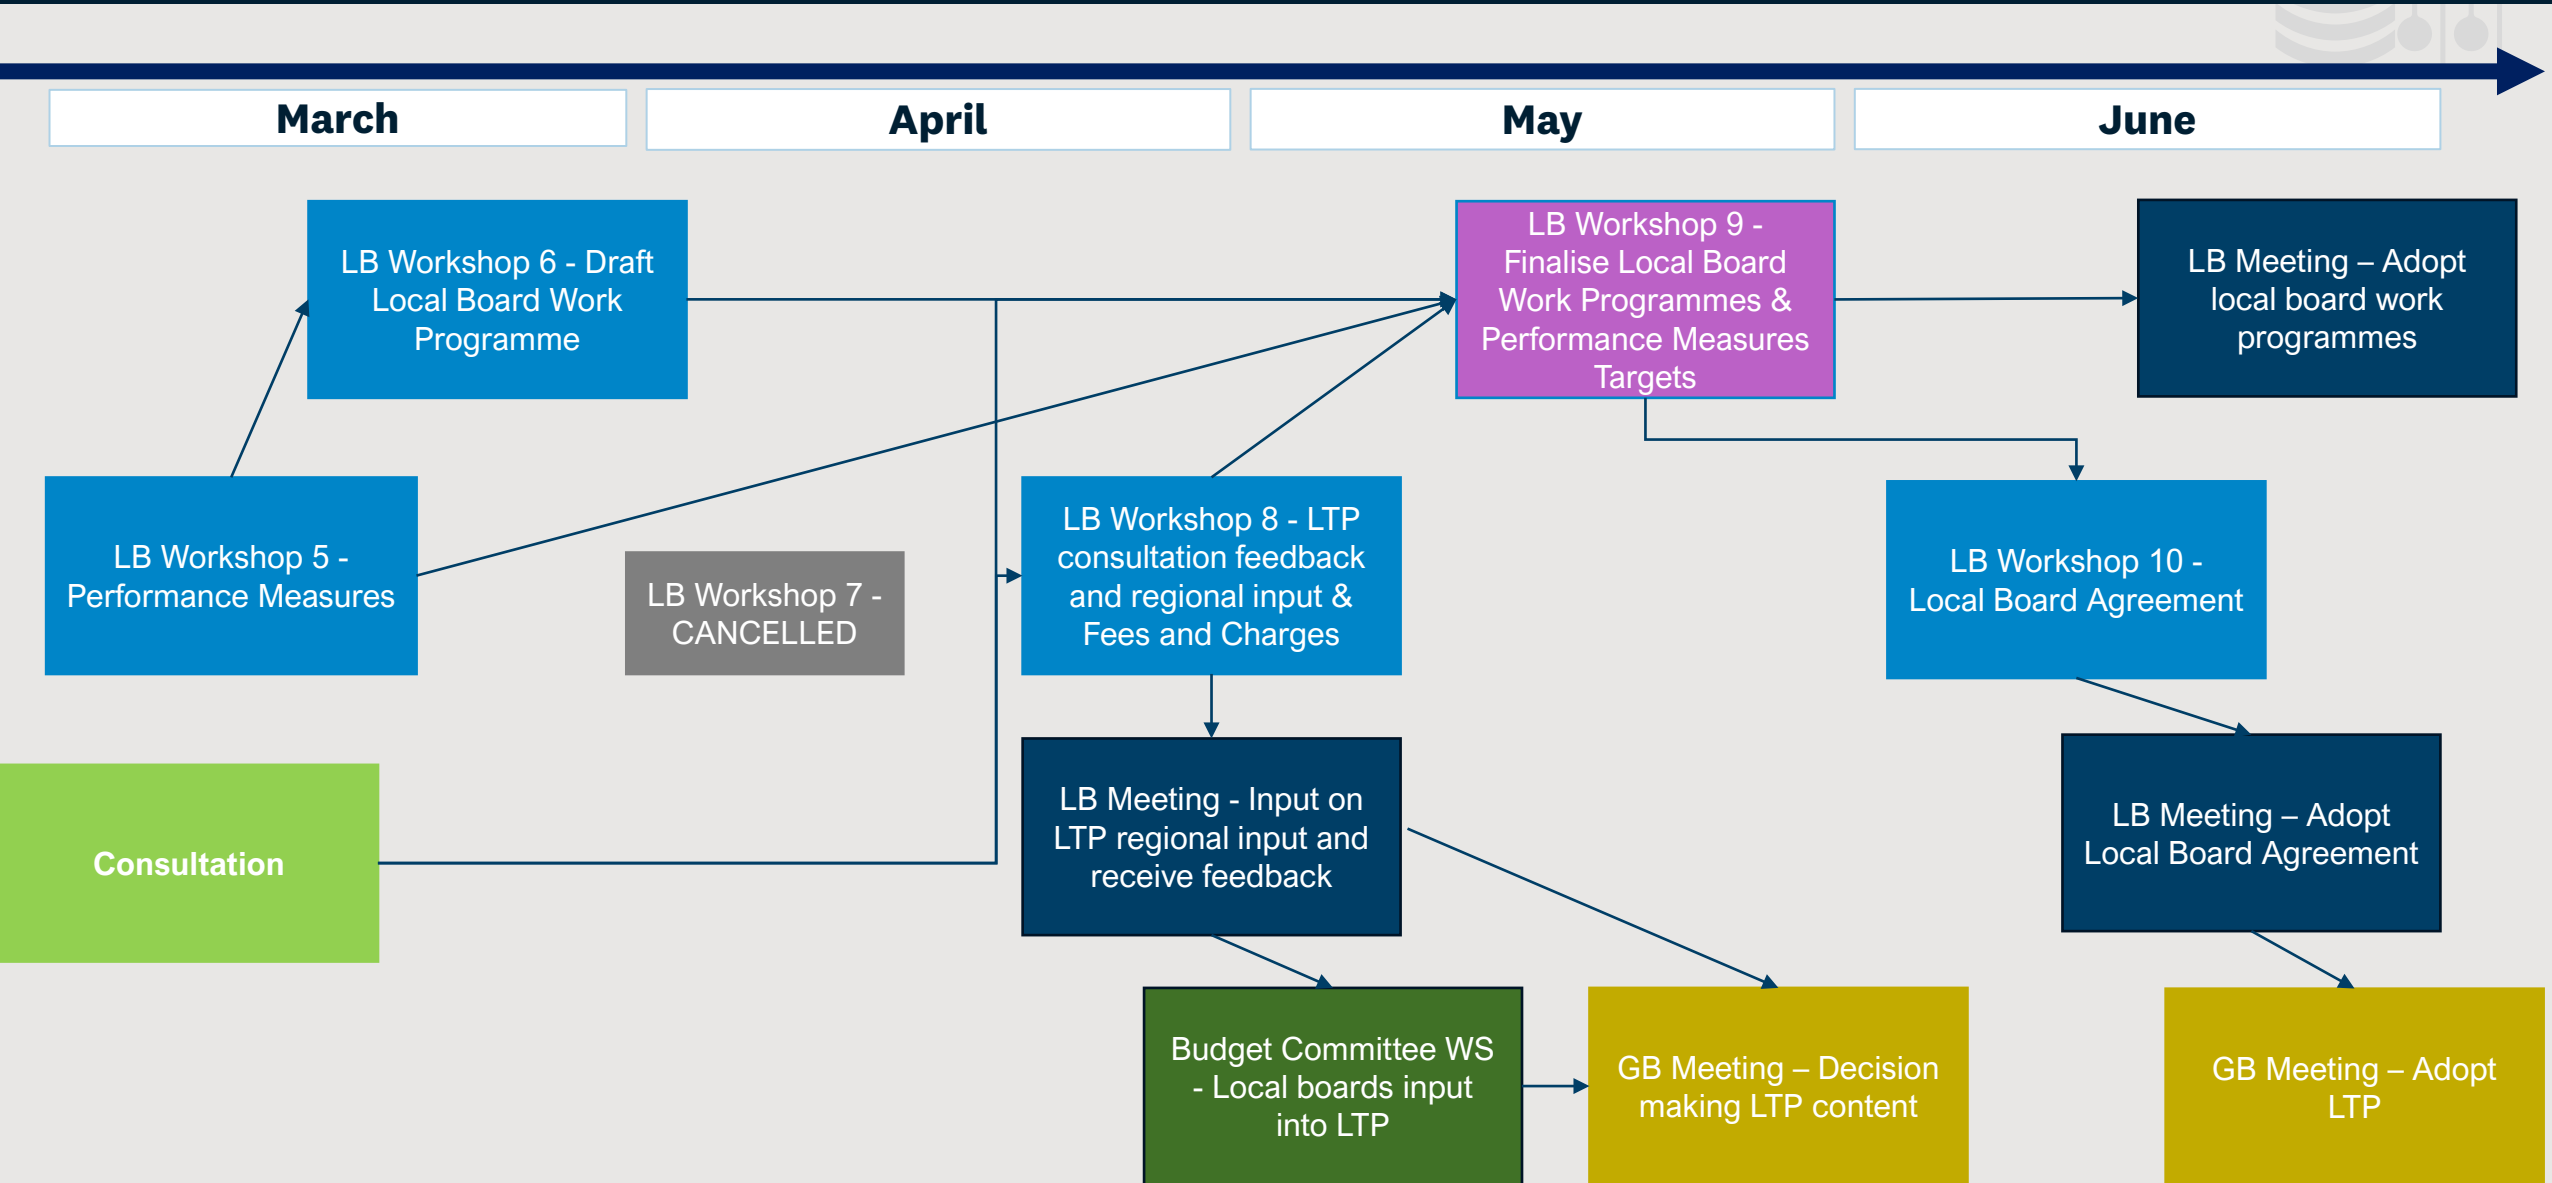 March
April
May
June
LB Workshop 6 - Draft
Local Board Work
Programme
LB Workshop 9 -
Finalise Local Board
Work Programmes &
Performance Measures
Targets
LB Meeting – Adopt
local board work
programmes
LB Workshop 5 -
Performance Measures
LB Workshop 7 -
CANCELLED
LB Workshop 8 - LTP
consultation feedback
and regional input &
Fees and Charges
LB Workshop 10 -
Local Board Agreement
Consultation
LB Meeting - Input on
LTP regional input and
receive feedback
LB Meeting – Adopt
Local Board Agreement
Budget Committee WS
- Local boards input
into LTP
GB Meeting – Decision
making LTP content
GB Meeting – Adopt
LTP